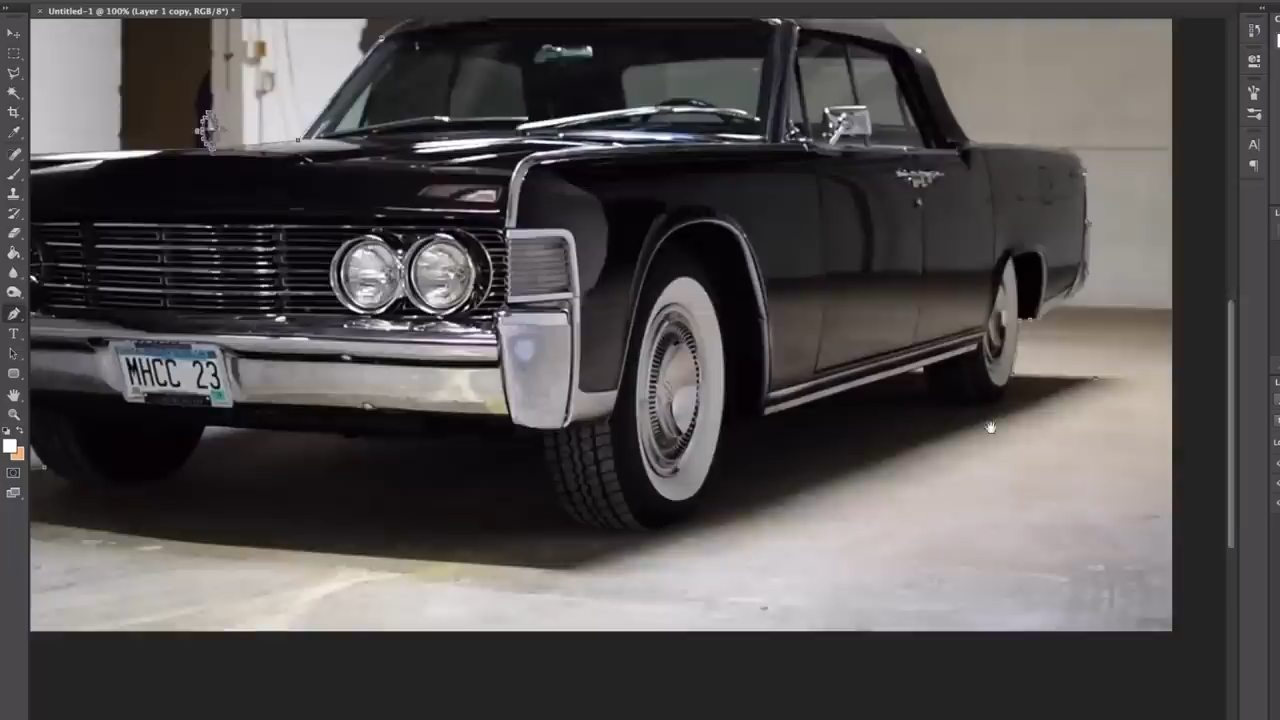 Untitled-1 @ 100% (Layer 1 copy, RGB/8*) *
MHCC 23